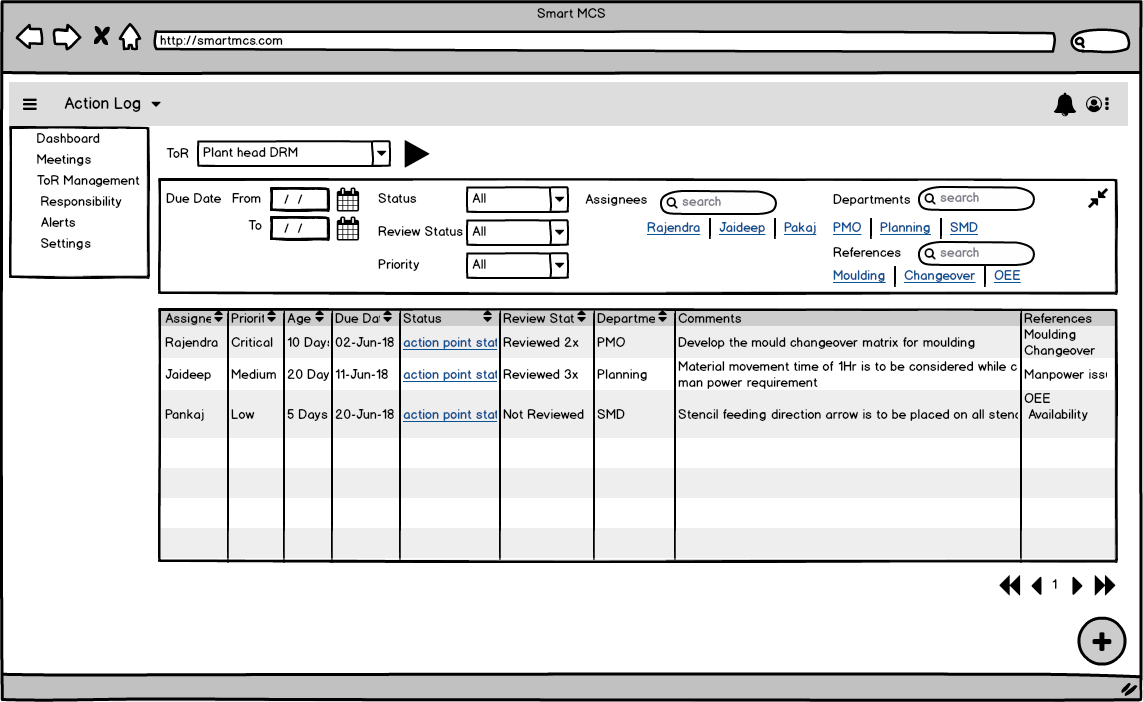 Smart MCS
http://smartmcs.com
Action Log
Dashboard
Meetings
ToR Management
Responsibility
Alerts
Settings
ToR Plant head DRM
Due Date From / /
To / /
Status All
Review Status All
Priority All
Assignees search
Rajendra Jaideep Pakaj
Departments search
PMO Planning SMD
References search
Moulding Changeover OEE
Assigne Priorit Age Due Dat Status Review Stat Departme Comments References
Rajendra Critical 10 Days 02-Jun-18 action point stat Reviewed 2x PMO Develop the mould changeover matrix for moulding Moulding
Changeover
Jaideep Medium 20 Day 11-Jun-18 action point stat Reviewed 3x Planning Material movement time of 1Hr is to be considered while c
man power requirement
Manpower issu
Pankaj Low 5 Days 20-Jun-18 action point stat Not Reviewed SMD Stencil feeding direction arrow is to be placed on all stenc OEE
Availability
1